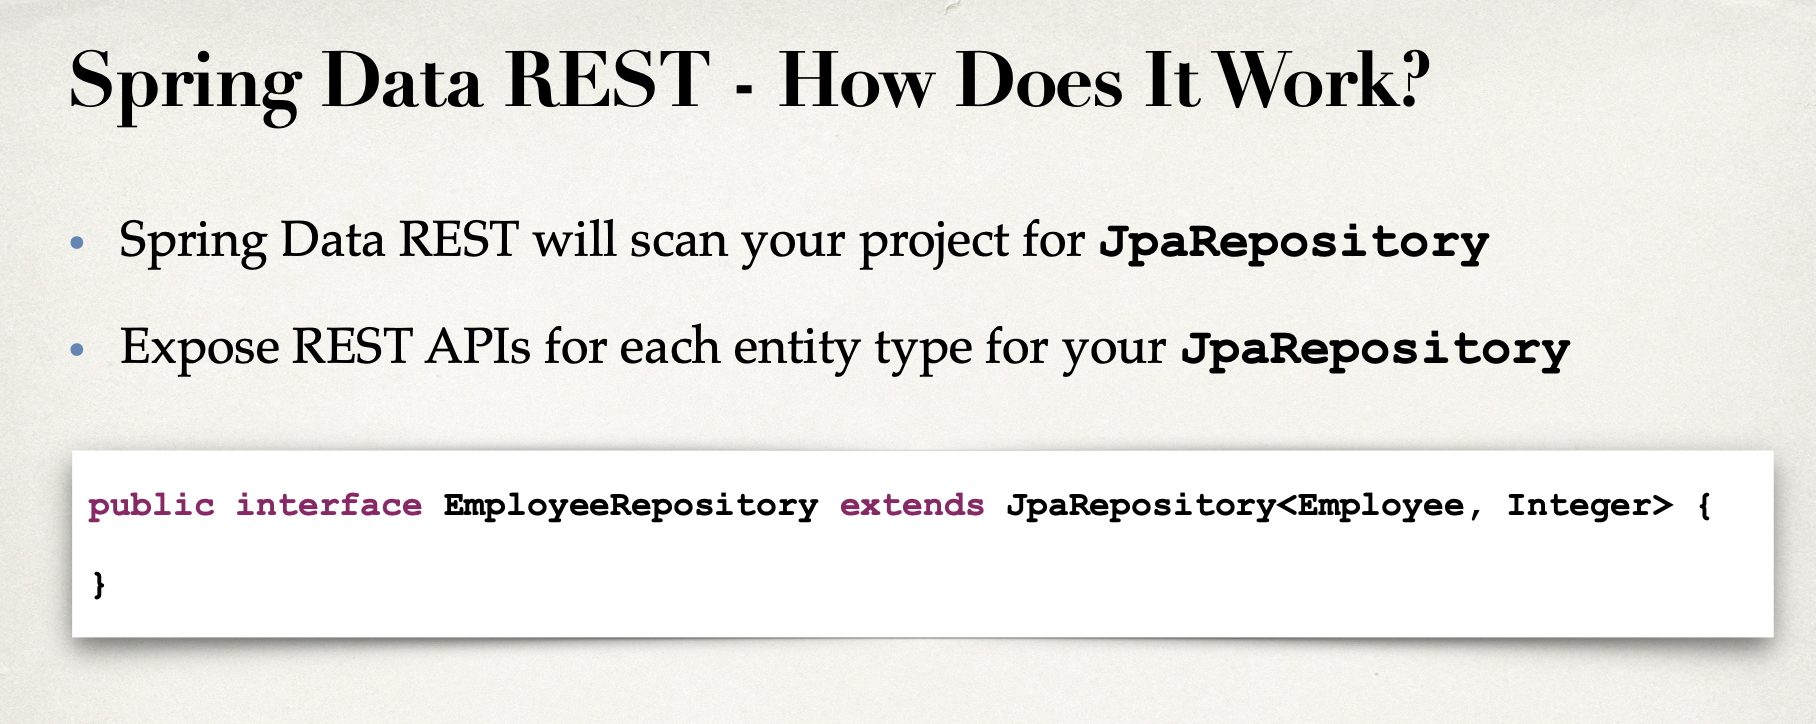 Spring Data REST - How Does It Work?
• Spring Data REST will scan your project for JpaRepository
• Expose REST APIs for each entity type for your JpaRepository
public interface EmployeeRepository extends JpaRepository<Employee, Integer> {
}